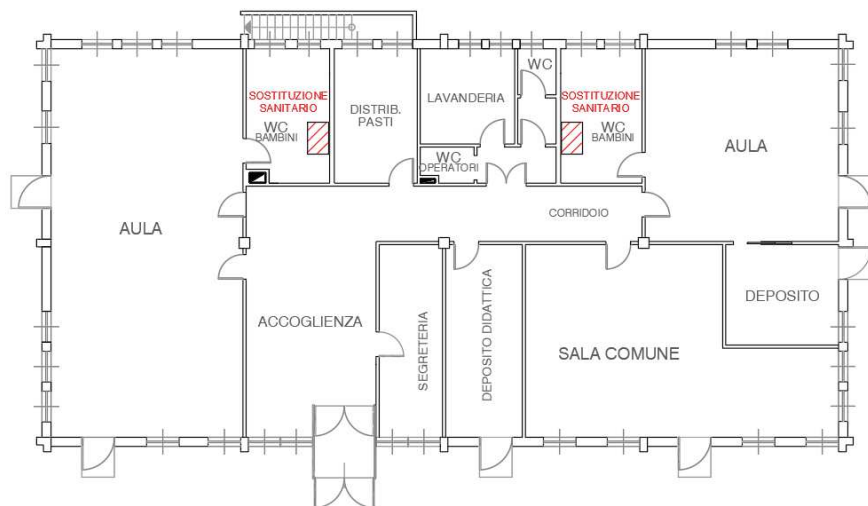 SOSTITUZIONE
SANITARIO
WC
BAMBINI
DISTRIB.
PASTI
LAVANDERIA
WC
SOSTITUZIONE
SANITARIO
WC
BAMBINI
AULA
WC
OPERATORI
CORRIDOIO
AULA
ACCOGLIENZA
SEGRETERIA
DEPOSITO DIDATTICA
SALA COMUNE
DEPOSITO